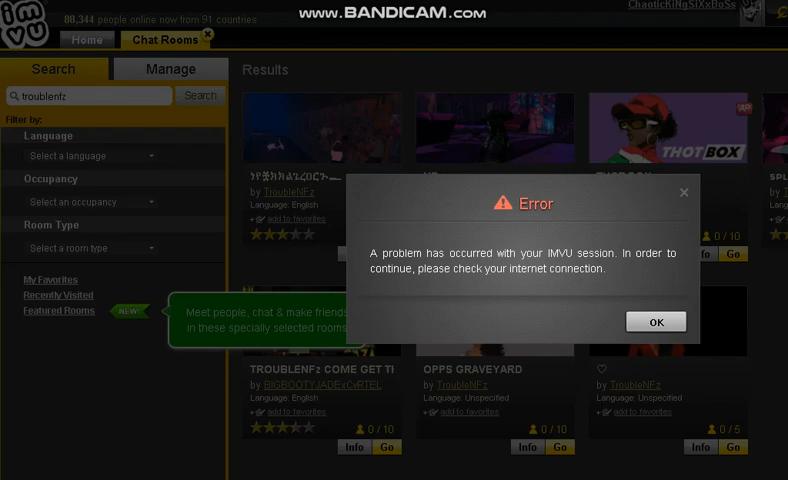 www.BANDICAM.com
imvu
88,344 people online now from 91 countries
ChaoticKiNgSiXxBoSs
Home
Chat Rooms
Search
Manage
Results
troublenfz
Search
Filter by:
Language
Select a language
Occupancy
Select an occupancy
Room Type
Select a room type
My Favorites
Recently Visited
Featured Rooms
NEW!
Meet people, chat & make friends
in these specially selected rooms
THOTBOX
by TroubleNFz
Language: English
+ add to favorites
0 / 10
Go
Error
A problem has occurred with your IMVU session. In order to
continue, please check your internet connection.
OK
TROUBLENFz COME GET TI
by BIGBOOTYJADExCvRTEL
Language: English
+ add to favorites
0 / 10
Info
Go
OPPS GRAVEYARD
by TroubleNFz
Language: Unspecified
+ add to favorites
0 / 10
Info
Go
♡
by TroubleNFz
Language: Unspecified
+ add to favorites
0 / 5
Info
Go